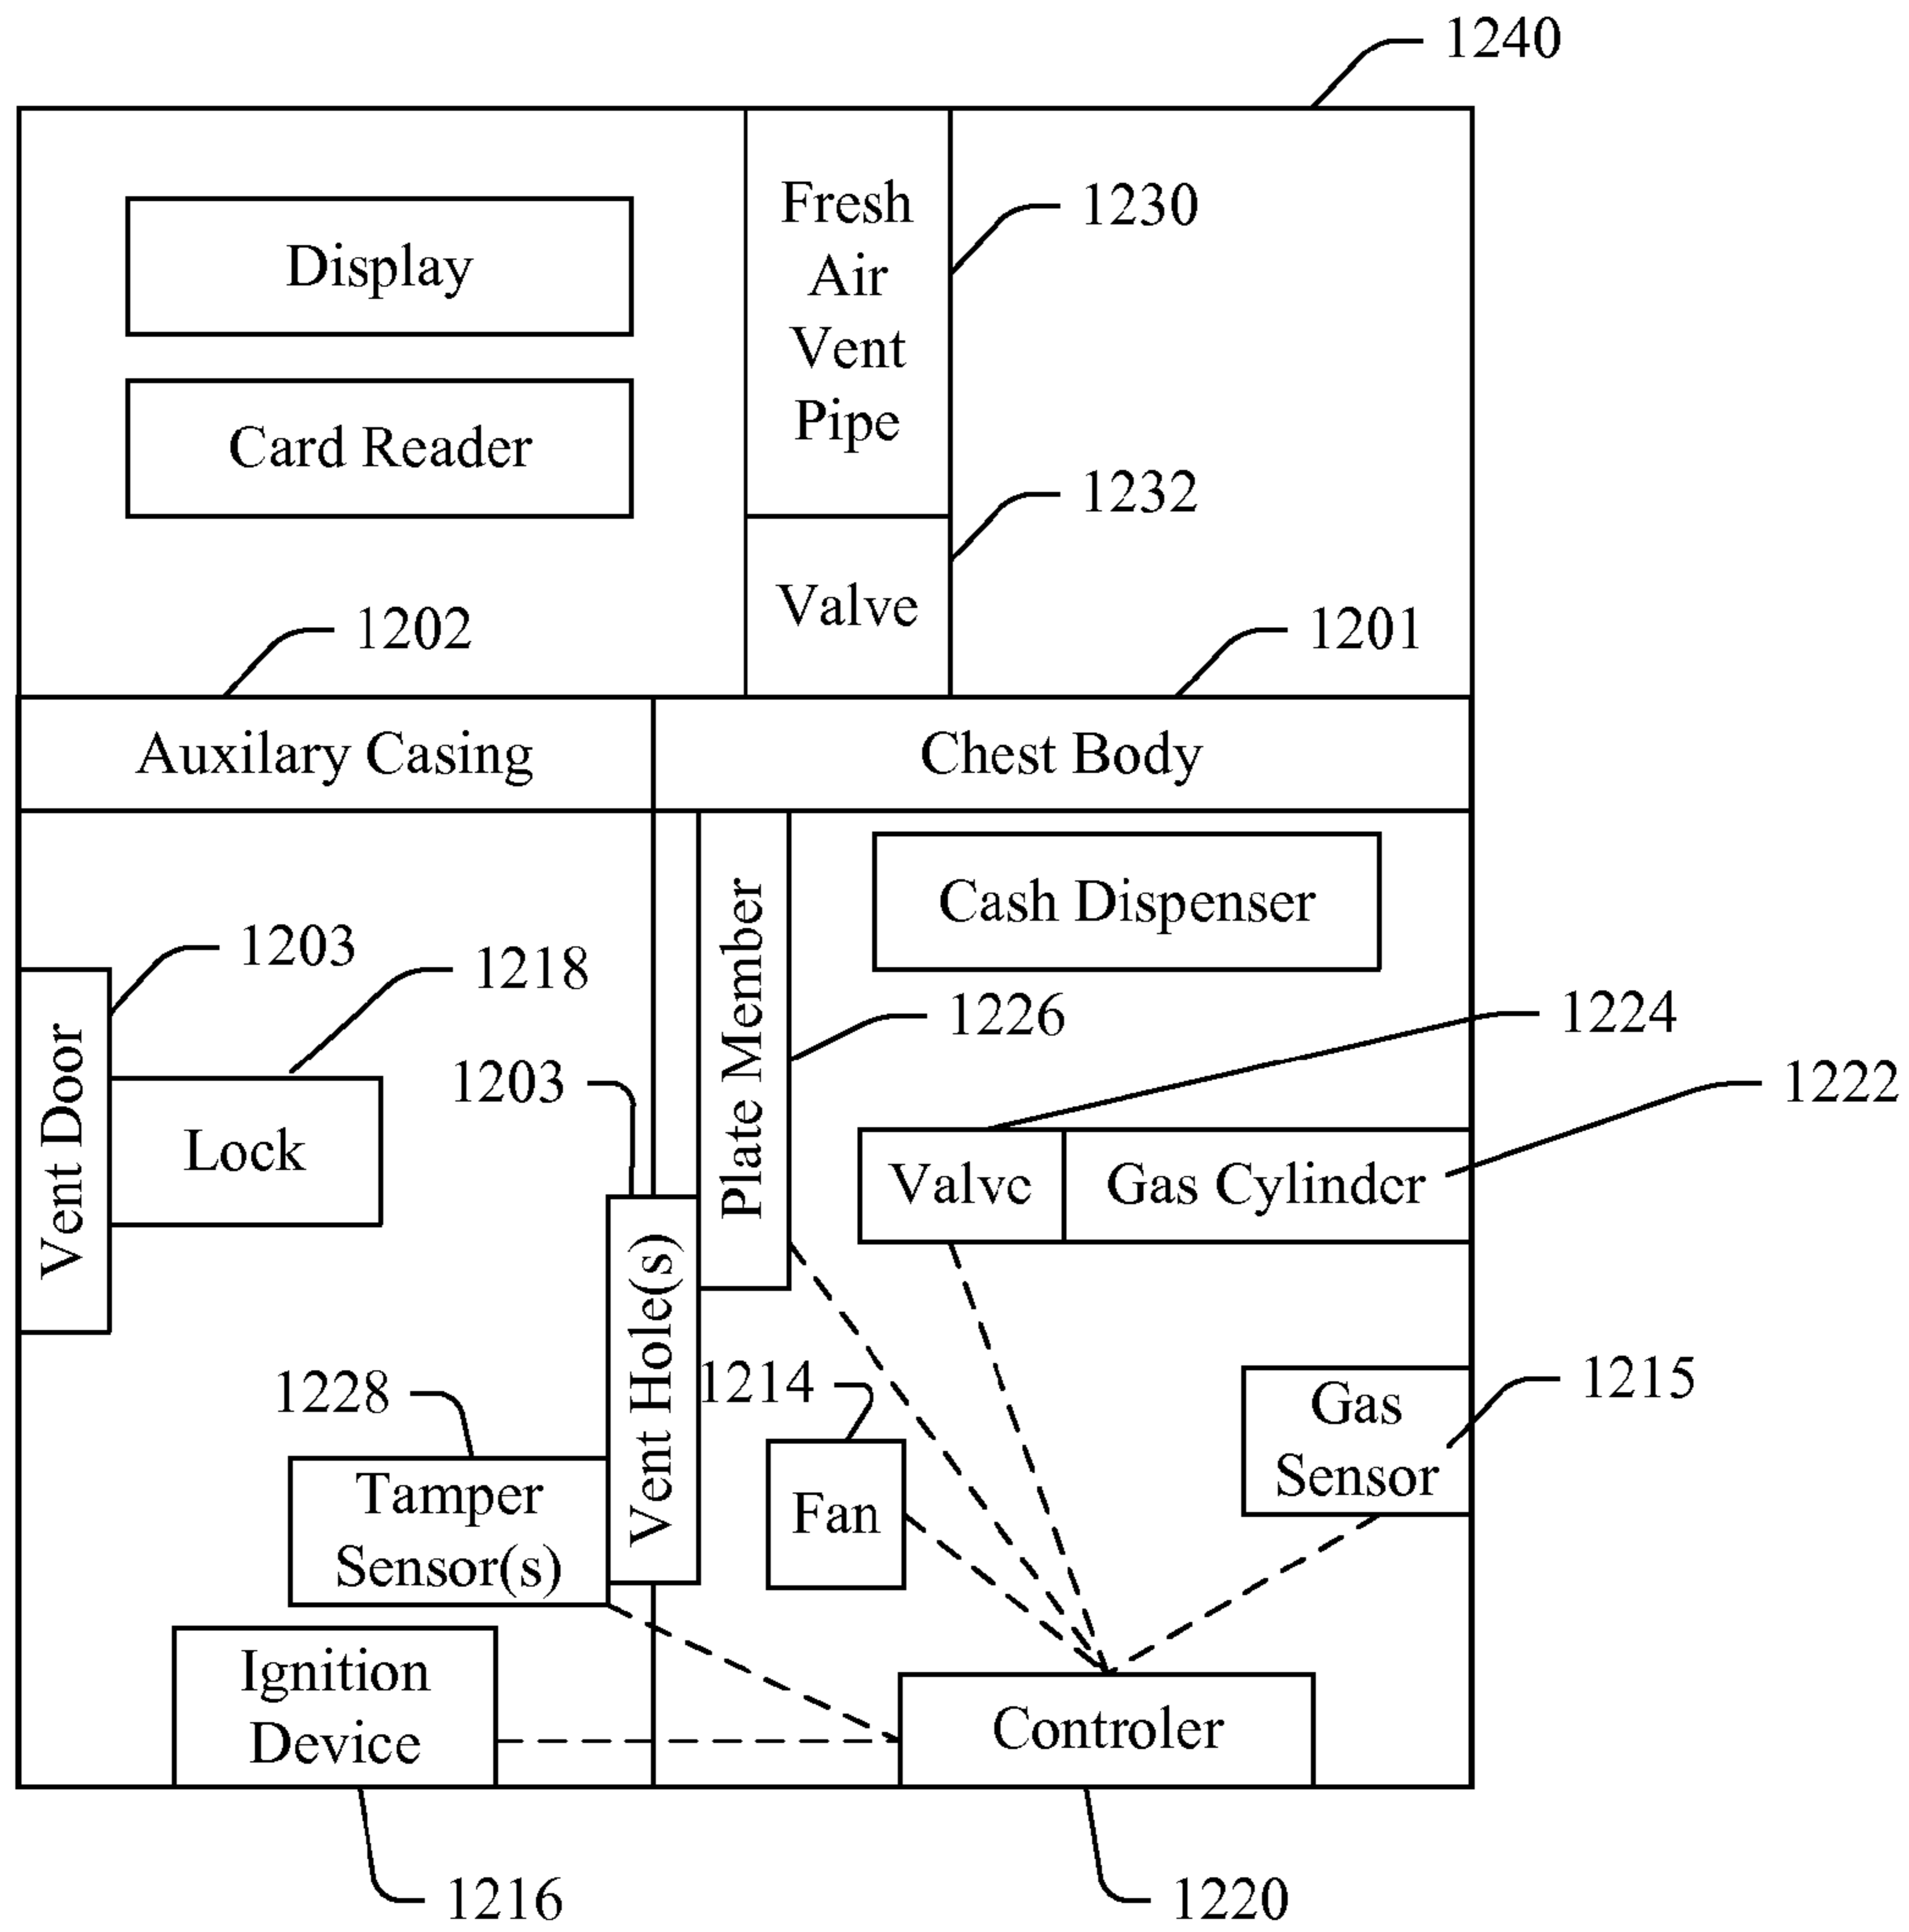 1240
Fresh
Air
Vent
Pipe
1230
Display
Card Reader
1232
Valve
1202
1201
Auxilary Casing
Chest Body
Cash Dispenser
Plate Member
1203
1218
1226
1224
1203
1222
Vent Door
Lock
Valve
Gas Cylinder
Vent Hole(s)
1228
1214
1215
Gas
Sensor
Tamper
Sensor(s)
Fan
Ignition
Device
Controler
1216
1220